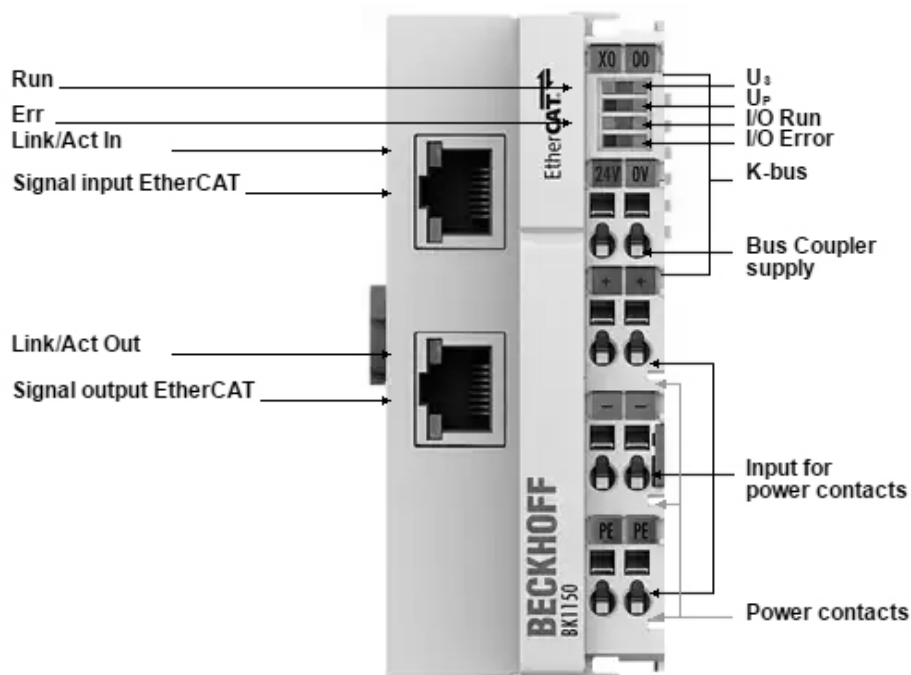 Run
Err
Link/Act In
Signal input EtherCAT
Link/Act Out
Signal output EtherCAT
EtherCAT
BECKHOFF
BK1150
X0 00
24V 0V
+ +
– –
PE PE
Us
UP
I/O Run
I/O Error
K-bus
Bus Coupler
supply
Input for
power contacts
Power contacts